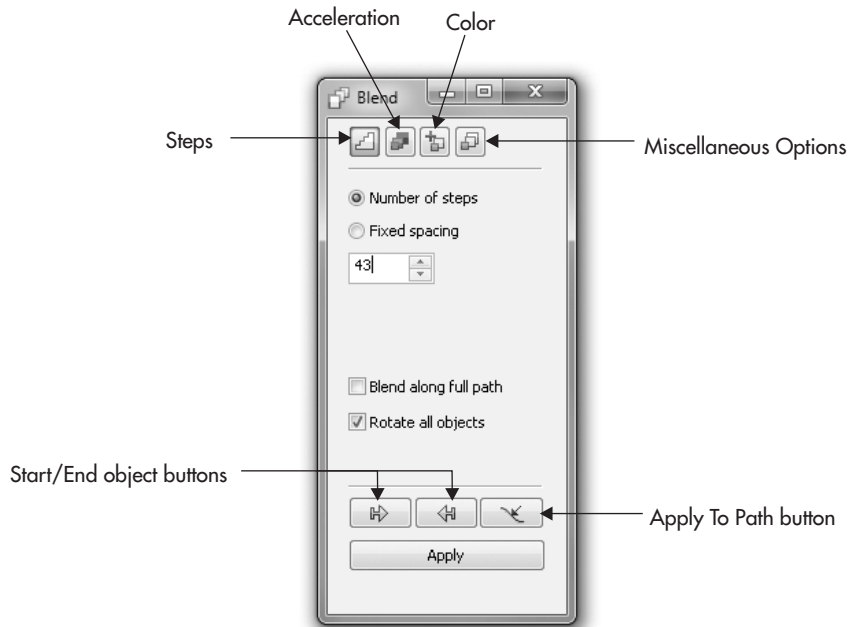 Acceleration
Color
Blend
Steps
Miscellaneous Options
Number of steps
Fixed spacing
43
Blend along full path
Rotate all objects
Start/End object buttons
Apply To Path button
Apply